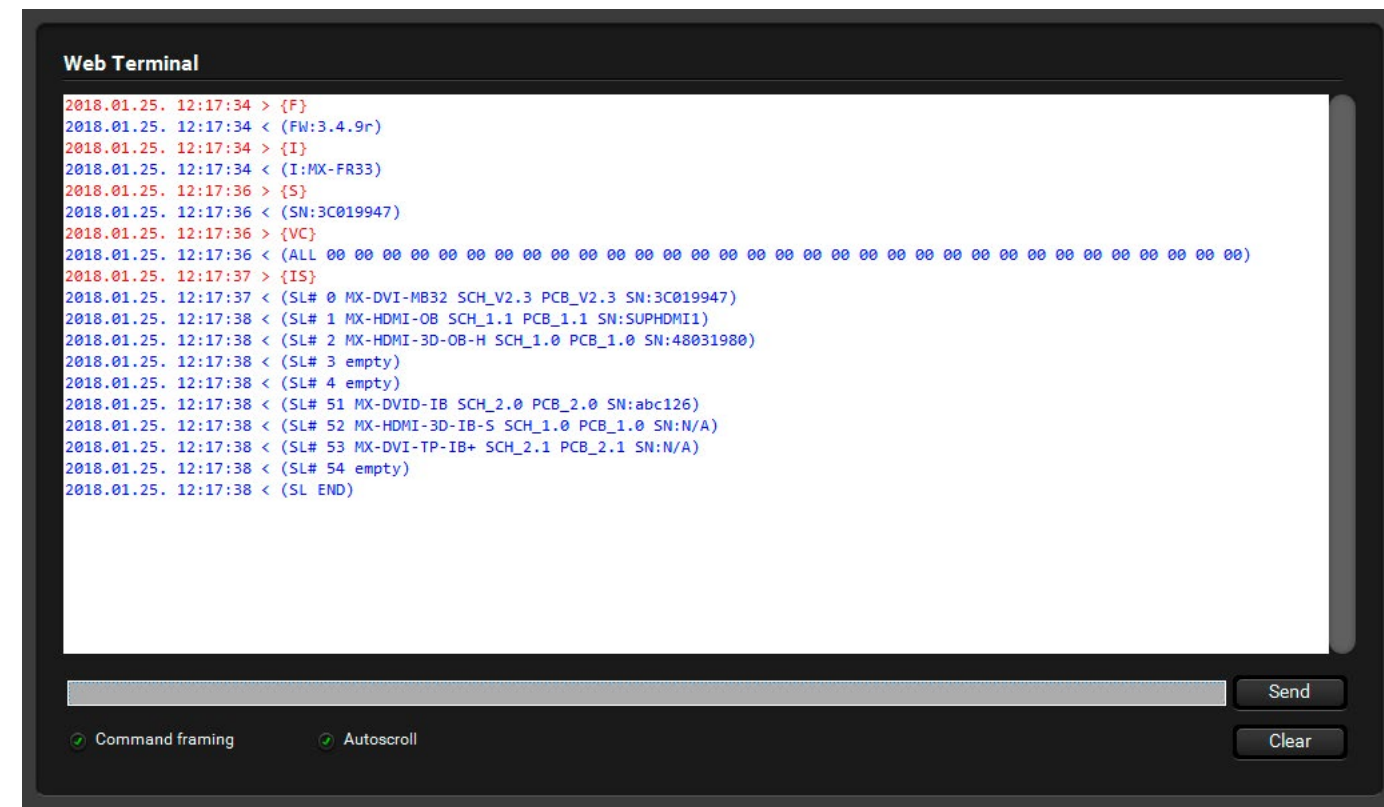 Web Terminal
2018.01.25. 12:17:34 > {F}
2018.01.25. 12:17:34 < (FW:3.4.9r)
2018.01.25. 12:17:34 > {I}
2018.01.25. 12:17:34 < (I:MX-FR33)
2018.01.25. 12:17:36 > {S}
2018.01.25. 12:17:36 < (SN:3C019947)
2018.01.25. 12:17:36 > {VC}
2018.01.25. 12:17:36 < (ALL 00 00 00 00 00 00 00 00 00 00 00 00 00 00 00 00 00 00 00 00 00 00 00 00 00 00 00 00 00 00 00 00 00)
2018.01.25. 12:17:37 > {IS}
2018.01.25. 12:17:37 < (SL# 0 MX-DVI-MB32 SCH_V2.3 PCB_V2.3 SN:3C019947)
2018.01.25. 12:17:38 < (SL# 1 MX-HDMI-OB SCH_1.1 PCB_1.1 SN:SUPHDMI1)
2018.01.25. 12:17:38 < (SL# 2 MX-HDMI-3D-OB-H SCH_1.0 PCB_1.0 SN:48031980)
2018.01.25. 12:17:38 < (SL# 3 empty)
2018.01.25. 12:17:38 < (SL# 4 empty)
2018.01.25. 12:17:38 < (SL# 51 MX-DVID-IB SCH_2.0 PCB_2.0 SN:abc126)
2018.01.25. 12:17:38 < (SL# 52 MX-HDMI-3D-IB-S SCH_1.0 PCB_1.0 SN:N/A)
2018.01.25. 12:17:38 < (SL# 53 MX-DVI-TP-IB+ SCH_2.1 PCB_2.1 SN:N/A)
2018.01.25. 12:17:38 < (SL# 54 empty)
2018.01.25. 12:17:38 < (SL END)
Send
Command framing
Autoscroll
Clear